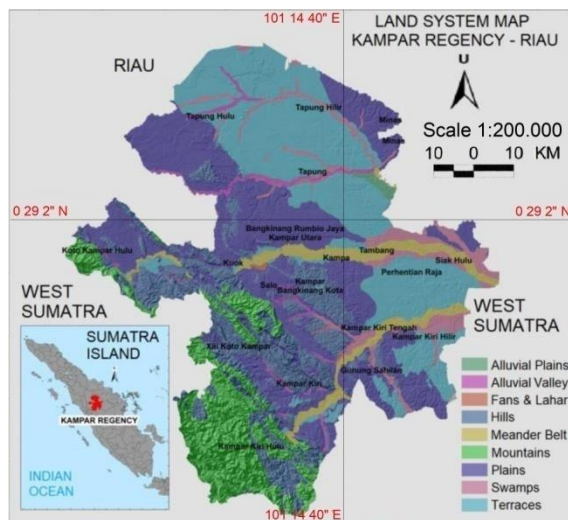 101 14 40" E
LAND SYSTEM MAP
KAMPAR REGENCY - RIAU
U
Scale 1:200.000
10 0 10 KM
RIAU
Minas
Minas
Tapung Hulu
Tapung Hilir
Tapung
0 29 2" N
0 29 2" N
Bangkinang Rumbio Jaya
Kampar Utara
Koto Kampar Hulu
Kuok
Kampa
Tambang
Siak Hulu
Perhentian Raja
Salo
Kampar
Bangkinang Kota
WEST
SUMATRA
WEST
SUMATRA
Kampar Kiri Tengah
Kampar Kiri Hilir
XIII Koto Kampar
Gunung Sahilan
Kampar Kiri
Kampar Kiri Hulu
SUMATRA
ISLAND
KAMPAR REGENCY
INDIAN
OCEAN
Alluvial Plains
Alluvial Valley
Fans & Lahar
Hills
Meander Belt
Mountains
Plains
Swamps
Terraces
101 14 40" E